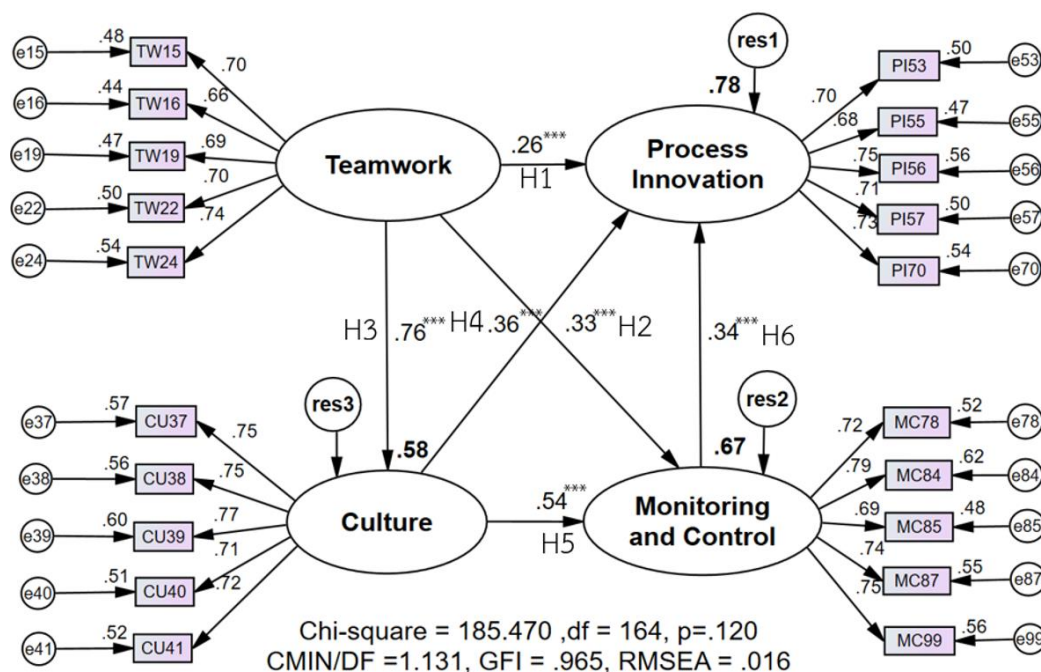 e15 .48 TW15 .70
e16 .44 TW16 .66
e19 .47 TW19 .69
e22 .50 TW22 .70
e24 .54 TW24 .74
Teamwork
.26*** 
H1
res1
.78
Process
Innovation
.70 PI53 .50 e53
.68 PI55 .47 e55
.75 PI56 .56 e56
.71 PI57 .50 e57
.73 PI70 .54 e70
H3 .76*** H4 .36*** .33*** H2 .34*** H6
e37 .57 CU37 .75
e38 .56 CU38 .75
e39 .60 CU39 .77
e40 .51 CU40 .71
e41 .52 CU41 .72
res3
.58
Culture
.54***
H5
res2
.67
Monitoring
and Control
.72 MC78 .52 e78
.79 MC84 .62 e84
.69 MC85 .48 e85
.74 MC87 .55 e87
.75 MC99 .56 e99
Chi-square = 185.470 ,df = 164, p=.120
CMIN/DF =1.131, GFI = .965, RMSEA = .016